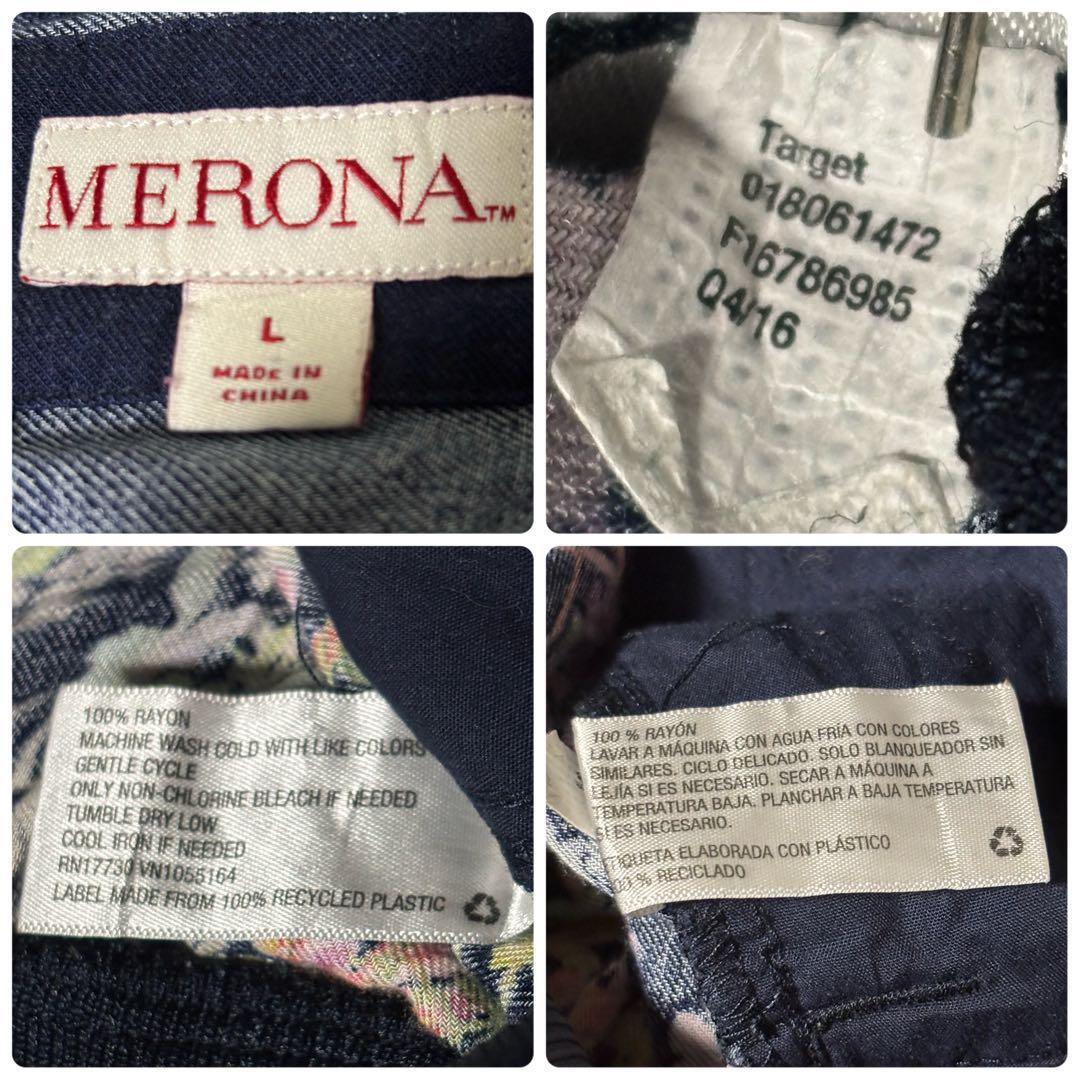 MERONA™
L
MADE IN
CHINA
Target
018061472
F16786985
Q4/16
100% RAYON
MACHINE WASH COLD WITH LIKE COLORS
GENTLE CYCLE
ONLY NON-CHLORINE BLEACH IF NEEDED
TUMBLE DRY LOW
COOL IRON IF NEEDED
RN17730 VN1055164
LABEL MADE FROM 100% RECYCLED PLASTIC
100 % RAYÓN
LAVAR A MÁQUINA CON AGUA FRÍA CON COLORES
SIMILARES. CICLO DELICADO. SOLO BLANQUEADOR SIN
LEJÍA SI ES NECESARIO. SECAR A MÁQUINA A
TEMPERATURA BAJA. PLANCHAR A BAJA TEMPERATURA
SI ES NECESARIO.
ETIQUETA ELABORADA CON PLÁSTICO
% RECICLADO